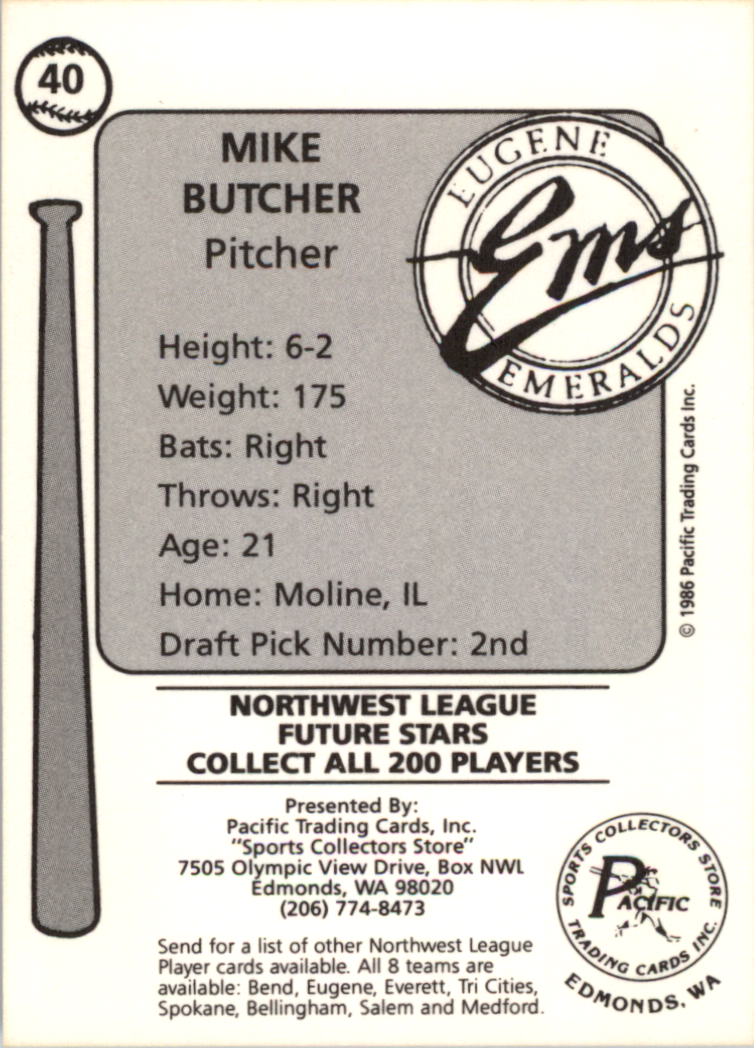 40
MIKE
BUTCHER
Pitcher
EUGENE
Ems
EMERALDS
Height: 6-2
Weight: 175
Bats: Right
Throws: Right
Age: 21
Home: Moline, IL
Draft Pick Number: 2nd
© 1986 Pacific Trading Cards Inc.
NORTHWEST LEAGUE
FUTURE STARS
COLLECT ALL 200 PLAYERS
Presented By:
Pacific Trading Cards, Inc.
"Sports Collectors Store"
7505 Olympic View Drive, Box NWL
Edmonds, WA 98020
(206) 774-8473
Send for a list of other Northwest League
Player cards available. All 8 teams are
available: Bend, Eugene, Everett, Tri Cities,
Spokane, Bellingham, Salem and Medford.
SPORTS COLLECTORS STORE
PACIFIC
TRADING CARDS INC.
EDMONDS, WA